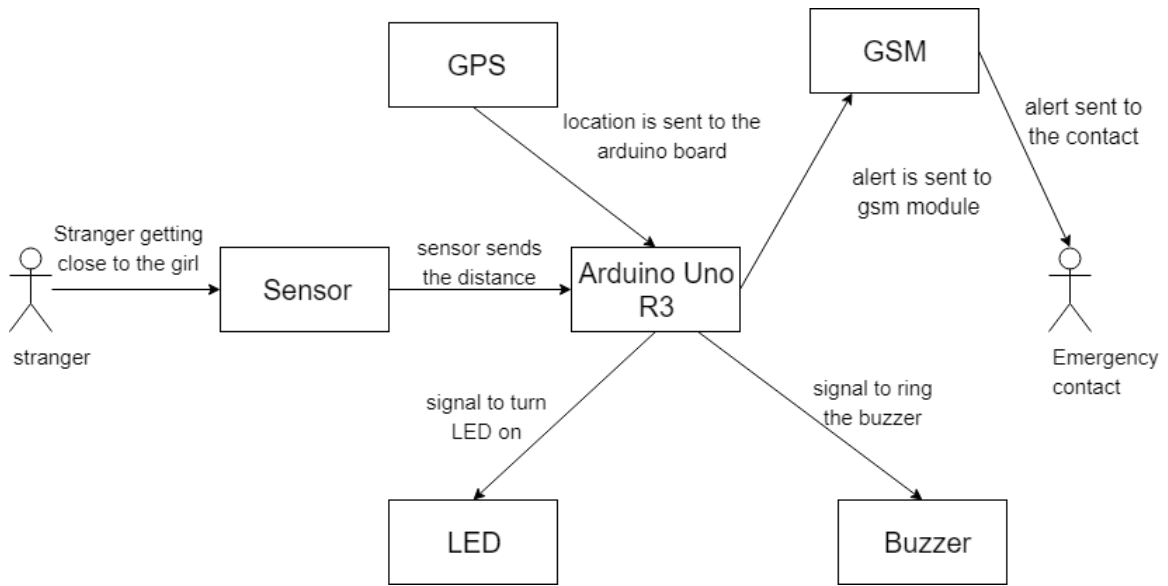 GPS
GSM
location is sent to the
arduino board
alert sent to
the contact
alert is sent to
gsm module
Stranger getting
close to the girl
sensor sends
the distance
Sensor
Arduino Uno
R3
stranger
Emergency
contact
signal to turn
LED on
signal to ring
the buzzer
LED
Buzzer